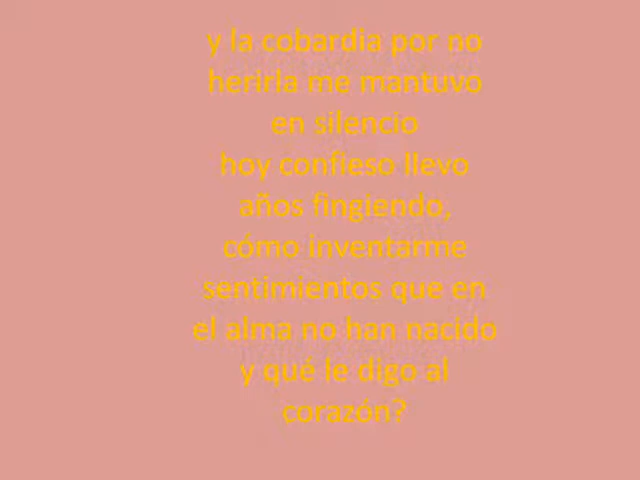 y la cobardia por no
herirla me mantuvo
en silencio
hoy confieso llevo
años fingiendo,
cómo inventarme
sentimientos que en
el alma no han nacido
y qué le digo al
corazón?